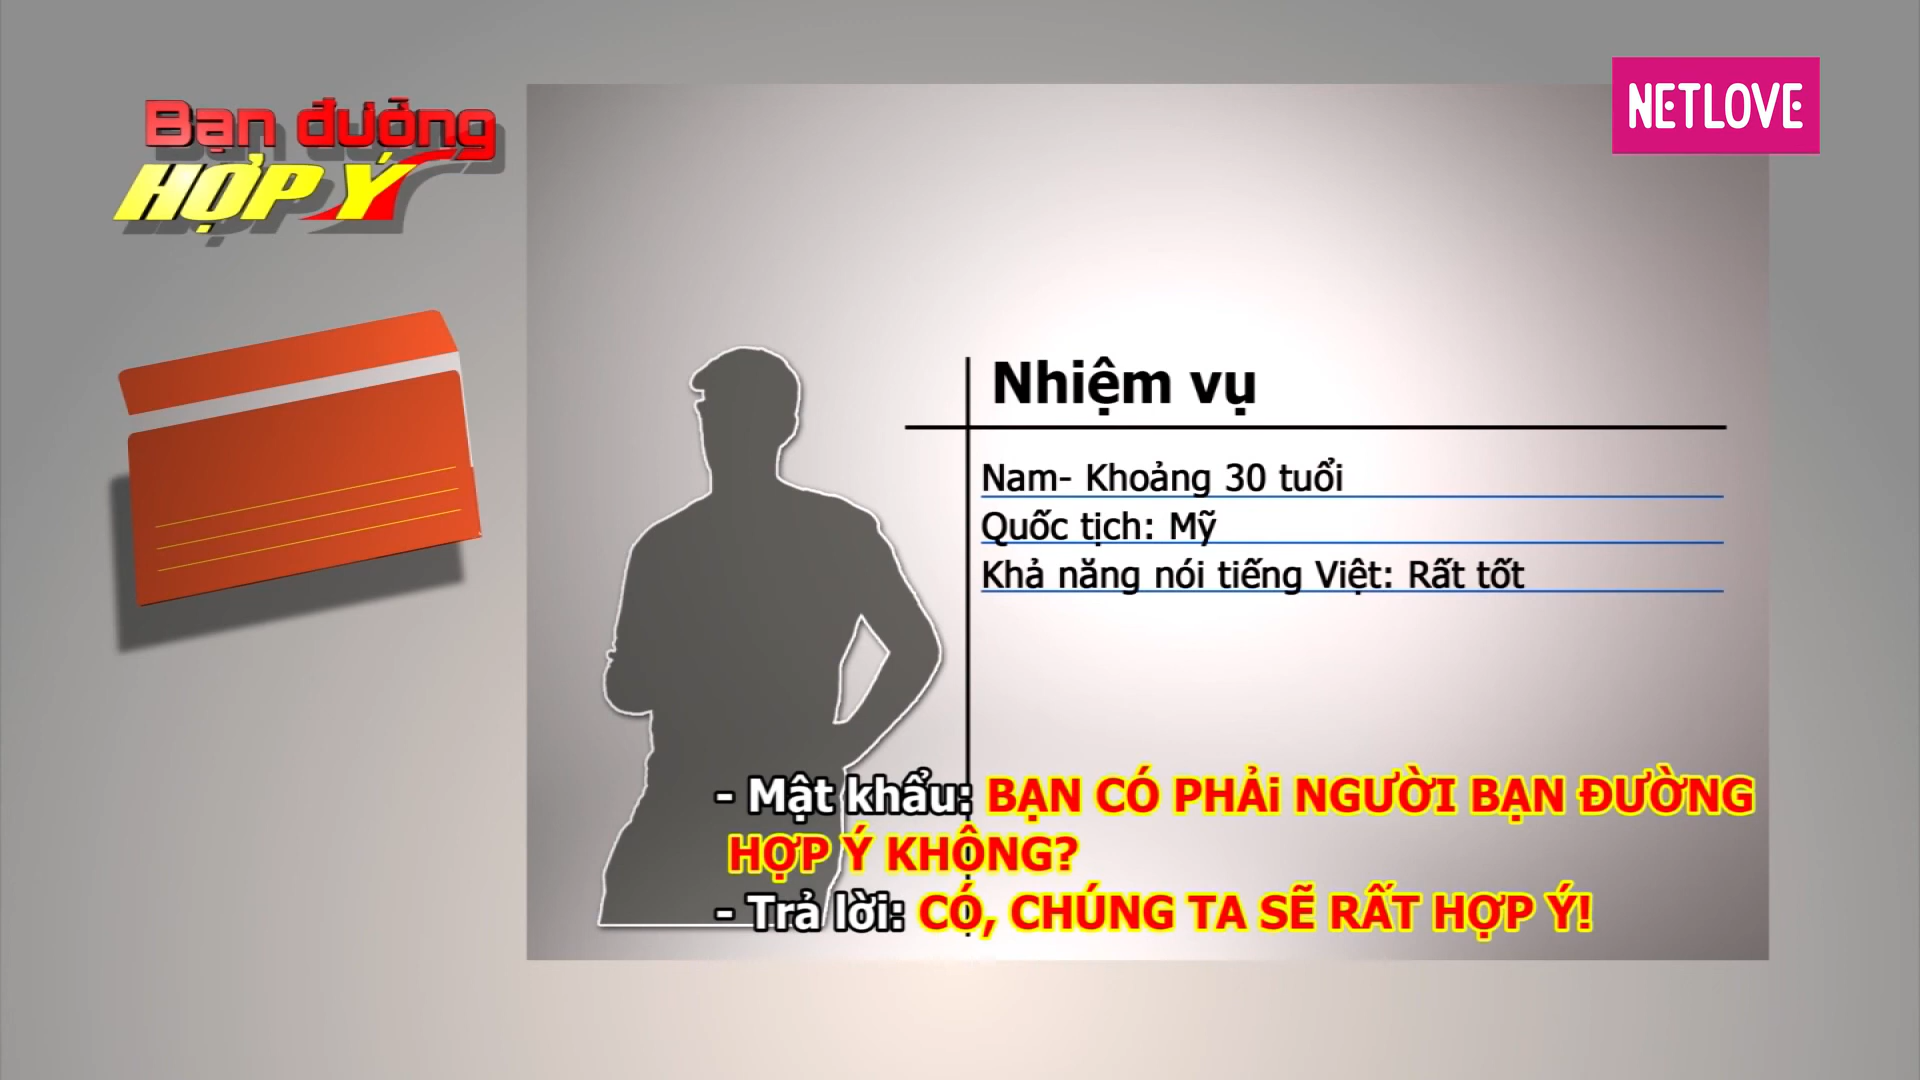 Bạn đường
HỢP Ý
NETLOVE
Nhiệm vụ
Nam- Khoảng 30 tuổi
Quốc tịch: Mỹ
Khả năng nói tiếng Việt: Rất tốt
- Mật khẩu: BẠN CÓ PHẢi NGƯỜI BẠN ĐƯỜNG
HỢP Ý KHÔNG?
- Trả lời: CÓ, CHÚNG TA SẼ RẤT HỢP Ý!